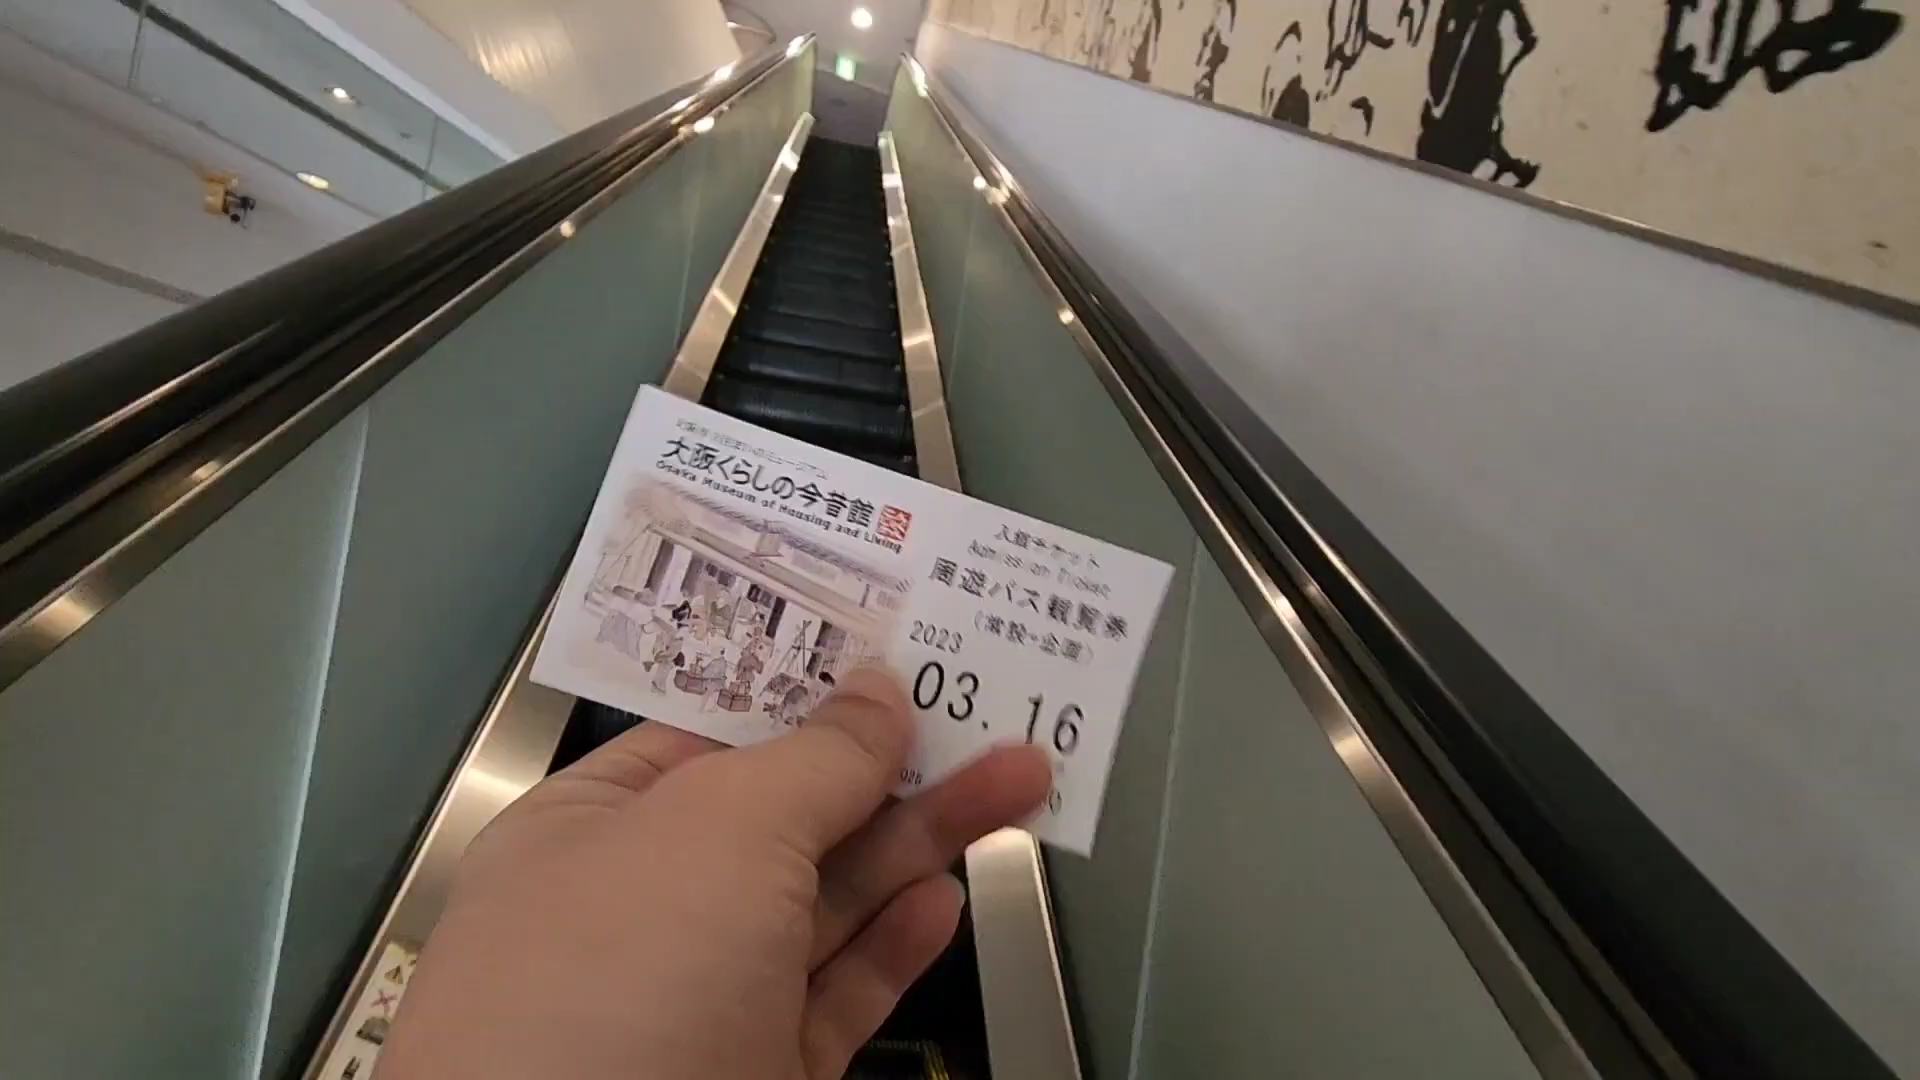 大阪くらしの今昔館
Osaka Museum of Housing and Living
入館チケット
Admission Ticket
周遊パス観覧券
(常設・企画)
2023
03. 16